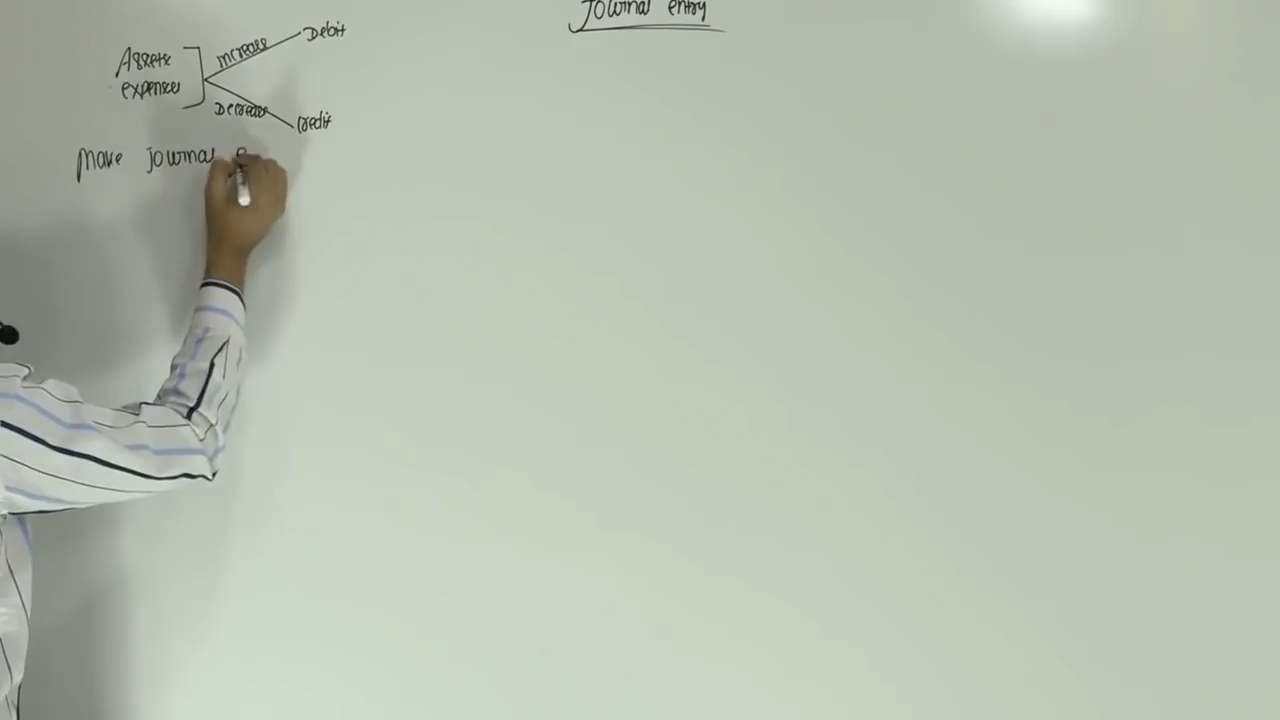 Journal entry
Debit
Increase
Assets
expenses
Decrease
credit
Make journal